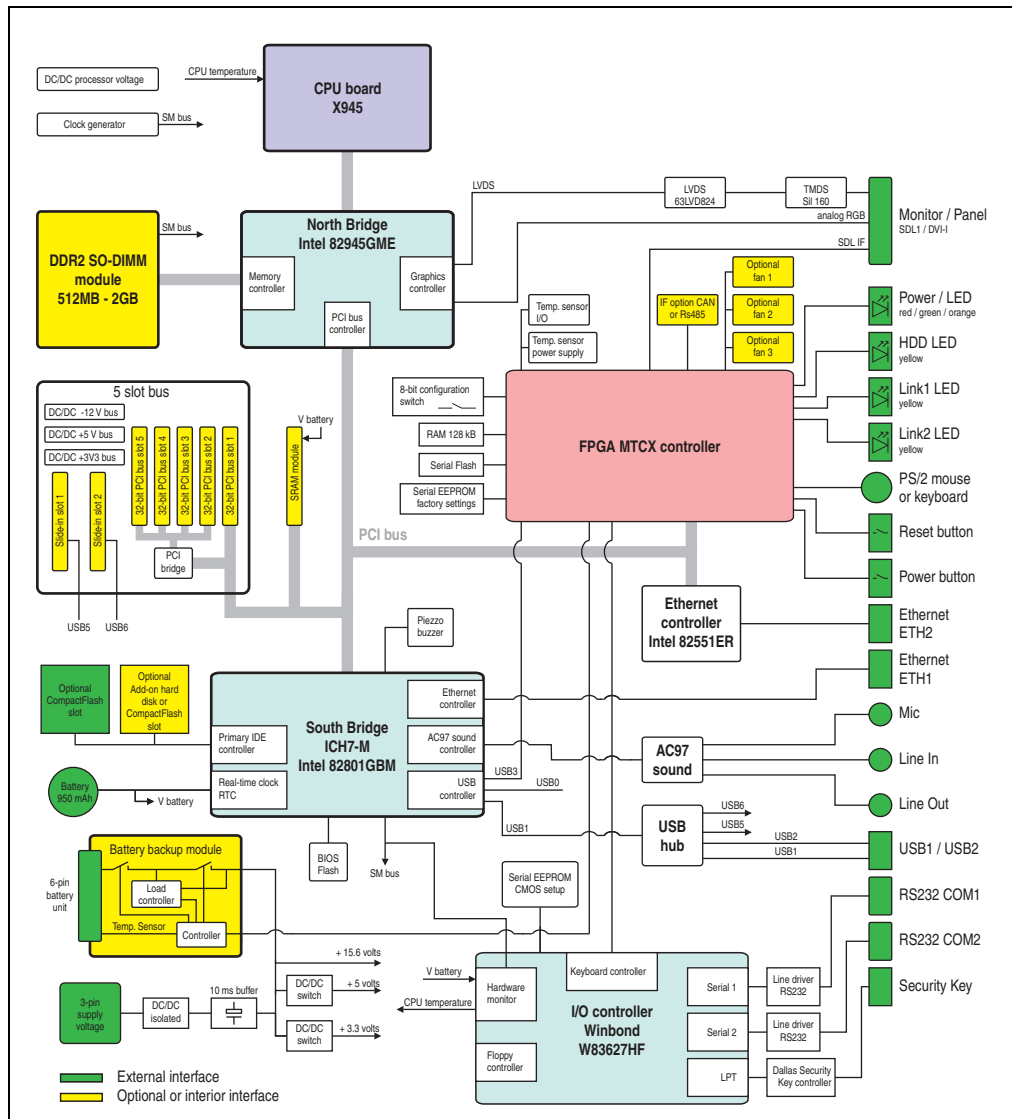 DC/DC processor voltage
CPU temperature
CPU board
X945
Clock generator
SM bus
LVDS
LVDS
63LVD824
TMDS
Sil 160
analog RGB
SDL IF
Monitor / Panel
SDL1 / DVI-I
DDR2 SO-DIMM
module
512MB - 2GB
SM bus
North Bridge
Intel 82945GME
Memory
controller
Graphics
controller
PCI bus
controller
Temp. sensor
I/O
Temp. sensor
power supply
IF option CAN
or Rs485
Optional
fan 1
Optional
fan 2
Optional
fan 3
Power / LED
red / green / orange
HDD LED
yellow
Link1 LED
yellow
Link2 LED
yellow
PS/2 mouse
or keyboard
Reset button
Power button
8-bit configuration
switch
RAM 128 kB
Serial Flash
Serial EEPROM
factory settings
FPGA MTCX controller
5 slot bus
DC/DC -12 V bus
DC/DC +5 V bus
DC/DC +3V3 bus
Slide-in slot 1
Slide-in slot 2
32-bit PCI bus slot 5
32-bit PCI bus slot 4
32-bit PCI bus slot 3
32-bit PCI bus slot 2
32-bit PCI bus slot 1
PCI
bridge
USB5
USB6
V battery
SRAM module
PCI bus
Ethernet
controller
Intel 82551ER
Ethernet
ETH2
Ethernet
ETH1
Piezzo
buzzer
Optional
CompactFlash
slot
Optional
Add-on hard
disk or
CompactFlash
slot
South Bridge
ICH7-M
Intel 82801GBM
Ethernet
controller
Primary IDE
controller
AC97 sound
controller
Real-time clock
RTC
USB
controller
USB3
USB0
USB1
Battery
950 mAh
V battery
AC97
sound
Mic
Line In
Line Out
USB
hub
USB6
USB5
USB2
USB1
USB1 / USB2
BIOS
Flash
SM bus
Battery backup module
6-pin
battery
unit
Load
controller
Temp. Sensor
Controller
Serial EEPROM
CMOS setup
RS232 COM1
RS232 COM2
Security Key
+ 15.6 volts
DC/DC
switch
+ 5 volts
DC/DC
switch
+ 3.3 volts
3-pin
supply
voltage
DC/DC
isolated
10 ms buffer
V battery
CPU temperature
Hardware
monitor
Keyboard controller
I/O controller
Winbond
W83627HF
Floppy
controller
Serial 1
Serial 2
LPT
Line driver
RS232
Line driver
RS232
Dallas Security
Key controller
External interface
Optional or interior interface